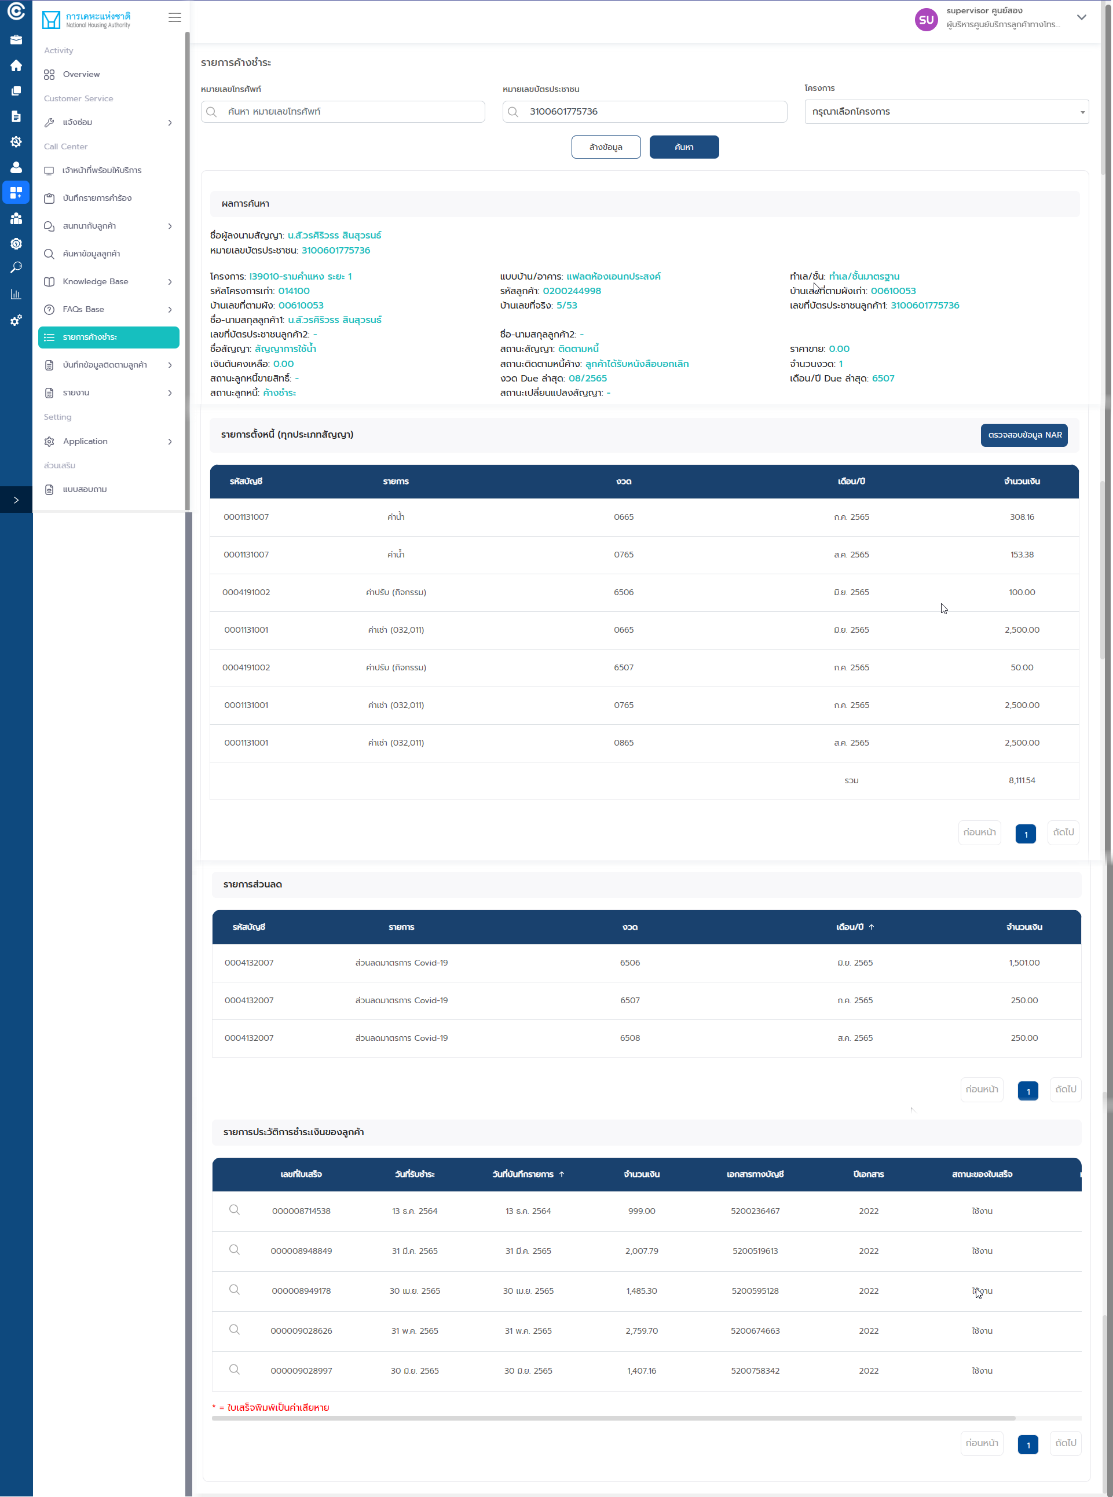 การเคหะแห่งชาติ
National Housing Authority
Activity
Overview
Customer Service
แจ้งซ่อม
Call Center
เจ้าหน้าที่พร้อมให้บริการ
บันทึกรายการคำร้อง
สนทนากับลูกค้า
ค้นหาข้อมูลลูกค้า
Knowledge Base
FAQs Base
รายการค้างชำระ
บันทึกข้อมูลติดตามลูกค้า
รายงาน
Setting
Application
ส่วนเสริม
แบบสอบถาม
SU
supervisor ศูนย์สอง
ผู้บริหารศูนย์บริการลูกค้าทางโทร...
รายการค้างชำระ
หมายเลขโทรศัพท์ หมายเลขบัตรประชาชน โครงการ
ค้นหา หมายเลขโทรศัพท์ 3100601775736 กรุณาเลือกโครงการ
ล้างข้อมูล ค้นหา
ผลการค้นหา
ชื่อผู้ลงนามสัญญา: น.ส.ัวรศิริวรร สินสุวรนธ์
หมายเลขบัตรประชาชน: 3100601775736
โครงการ: I39010-รามคำแหง ระยะ 1 แบบบ้าน/อาคาร: แฟลตห้องเอนกประสงค์ ทำเล/ชั้น: ทำเล/ชั้นมาตรฐาน
รหัสโครงการเก่า: 014100 รหัสลูกค้า: 0200244998 บ้านเลขที่ตามผังเก่า: 00610053
บ้านเลขที่ตามผัง: 00610053 บ้านเลขที่จริง: 5/53 เลขที่บัตรประชาชนลูกค้า1: 3100601775736
ชื่อ-นามสกุลลูกค้า1: น.ส.ัวรศิริวรร สินสุวรนธ์
เลขที่บัตรประชาชนลูกค้า2: - ชื่อ-นามสกุลลูกค้า2: -
ชื่อสัญญา: สัญญาการใช้น้ำ สถานะสัญญา: ติดตามหนี้ ราคาขาย: 0.00
เงินต้นคงเหลือ: 0.00 สถานะติดตามหนี้ค้าง: ลูกค้าได้รับหนังสือบอกเลิก จำนวนงวด: 1
สถานะลูกหนี้ขายสิทธิ์: - งวด Due ล่าสุด: 08/2565 เดือน/ปี Due ล่าสุด: 6507
สถานะลูกหนี้: ค้างชำระ สถานะเปลี่ยนแปลงสัญญา: -
รายการตั้งหนี้ (ทุกประเภทสัญญา) ตรวจสอบข้อมูล NAR
รหัสบัญชี รายการ งวด เดือน/ปี จำนวนเงิน
0001131007 ค่าน้ำ 0665 ก.ค. 2565 308.16
0001131007 ค่าน้ำ 0765 ส.ค. 2565 153.38
0004191002 ค่าปรับ (กิจกรรม) 6506 มิ.ย. 2565 100.00
0001131001 ค่าเช่า (032,011) 0665 มิ.ย. 2565 2,500.00
0004191002 ค่าปรับ (กิจกรรม) 6507 ก.ค. 2565 50.00
0001131001 ค่าเช่า (032,011) 0765 ก.ค. 2565 2,500.00
0001131001 ค่าเช่า (032,011) 0865 ส.ค. 2565 2,500.00
รวม 8,111.54
ก่อนหน้า 1 ถัดไป
รายการส่วนลด
รหัสบัญชี รายการ งวด เดือน/ปี ↑ จำนวนเงิน
0004132007 ส่วนลดมาตรการ Covid-19 6506 มิ.ย. 2565 1,501.00
0004132007 ส่วนลดมาตรการ Covid-19 6507 ก.ค. 2565 250.00
0004132007 ส่วนลดมาตรการ Covid-19 6508 ส.ค. 2565 250.00
ก่อนหน้า 1 ถัดไป
รายการประวัติการชำระเงินของลูกค้า
เลขที่ใบเสร็จ วันที่รับชำระ วันที่บันทึกรายการ ↑ จำนวนเงิน เอกสารทางบัญชี ปีเอกสาร สถานะของใบเสร็จ
000008714538 13 ธ.ค. 2564 13 ธ.ค. 2564 999.00 5200236467 2022 ใช้งาน
000008948849 31 มี.ค. 2565 31 มี.ค. 2565 2,007.79 5200519613 2022 ใช้งาน
000008949178 30 เม.ย. 2565 30 เม.ย. 2565 1,485.30 5200595128 2022 ใช้งาน
000009028626 31 พ.ค. 2565 31 พ.ค. 2565 2,759.70 5200674663 2022 ใช้งาน
000009028997 30 มิ.ย. 2565 30 มิ.ย. 2565 1,407.16 5200758342 2022 ใช้งาน
* = ใบเสร็จพิมพ์เป็นค่าเสียหาย
ก่อนหน้า 1 ถัดไป